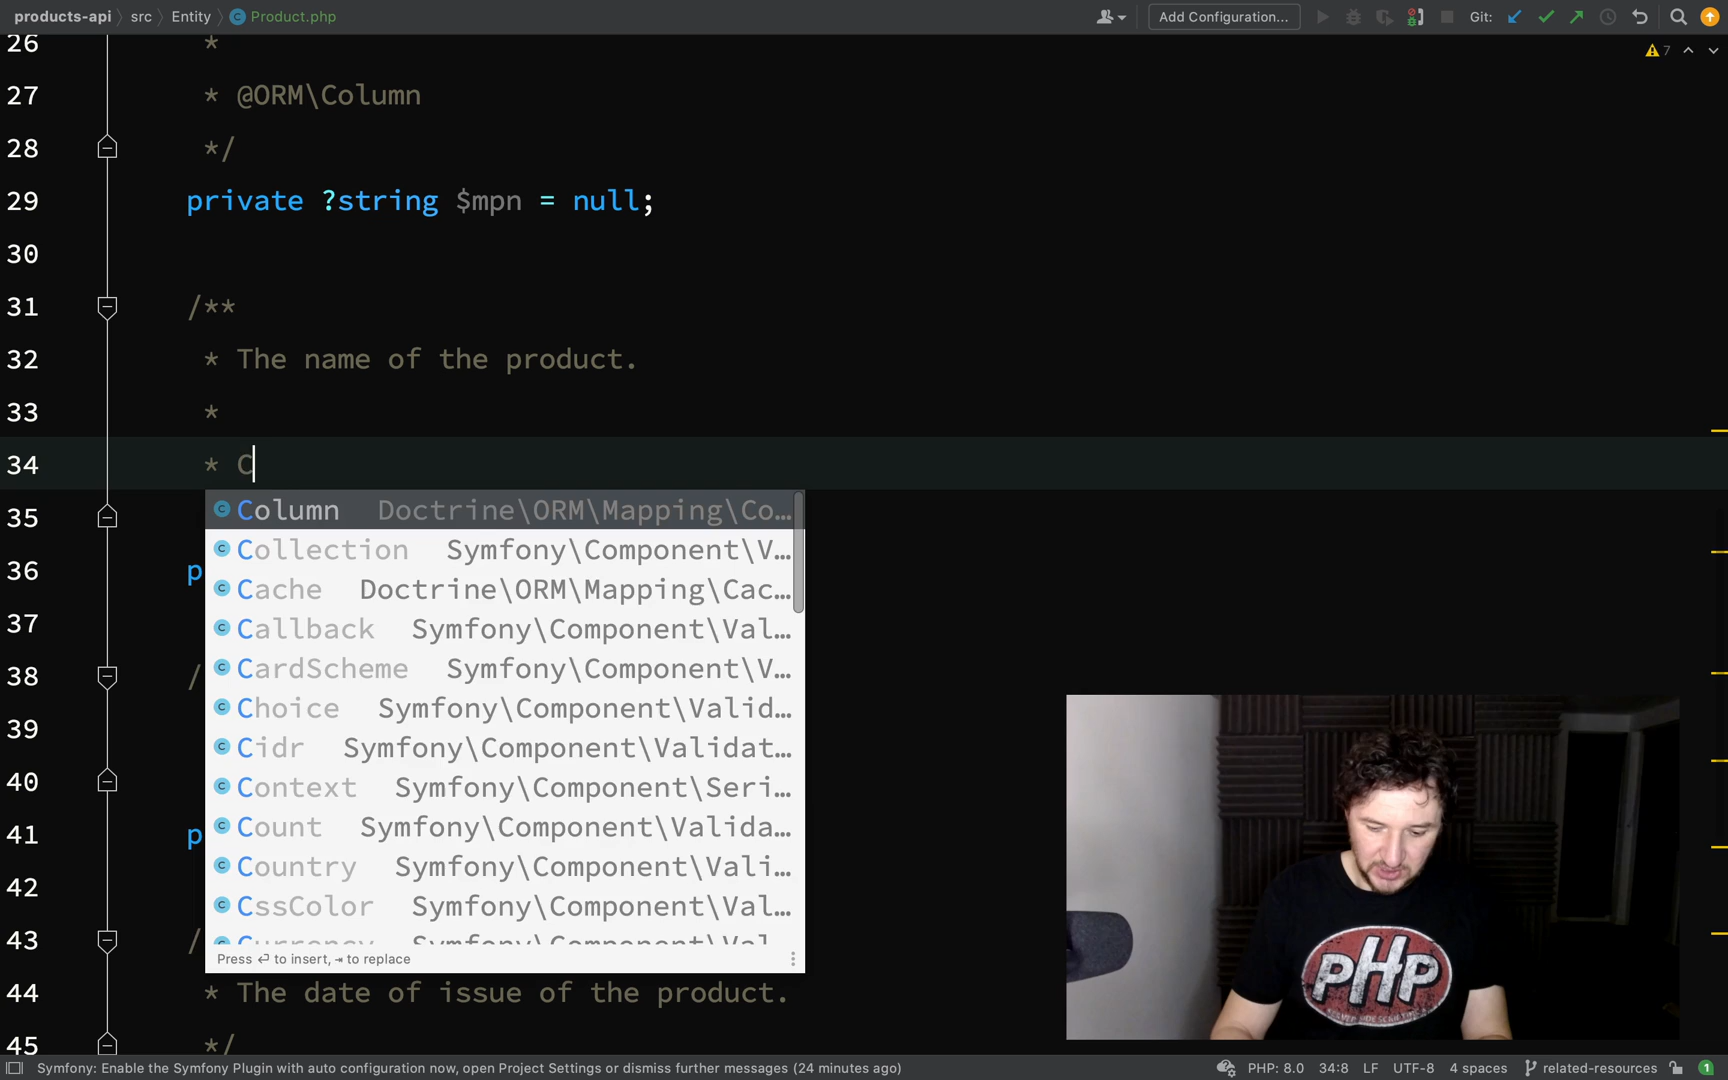 products-api src Entity Product.php Add Configuration... Git:
26 *
7
27 * @ORM\Column
28 */
29 private ?string $mpn = null;
30
31 /**
32 * The name of the product.
33 *
34 * C
Column Doctrine\ORM\Mapping\Co…
35
Collection Symfony\Component\V…
36 p
Cache Doctrine\ORM\Mapping\Cac…
37
Callback Symfony\Component\Val…
38 /
CardScheme Symfony\Component\V…
39
Choice Symfony\Component\Valid…
Cidr Symfony\Component\Validat…
40
Context Symfony\Component\Seri…
41 p
Count Symfony\Component\Valida…
42
Country Symfony\Component\Vali…
CssColor Symfony\Component\Val…
43 /
Currency Symfony\Component\Val…
Press ⏎ to insert, ⇥ to replace
44 * The date of issue of the product.
45 */
PHP
Symfony: Enable the Symfony Plugin with auto configuration now, open Project Settings or dismiss further messages (24 minutes ago) PHP: 8.0 34:8 LF UTF-8 4 spaces related-resources 1